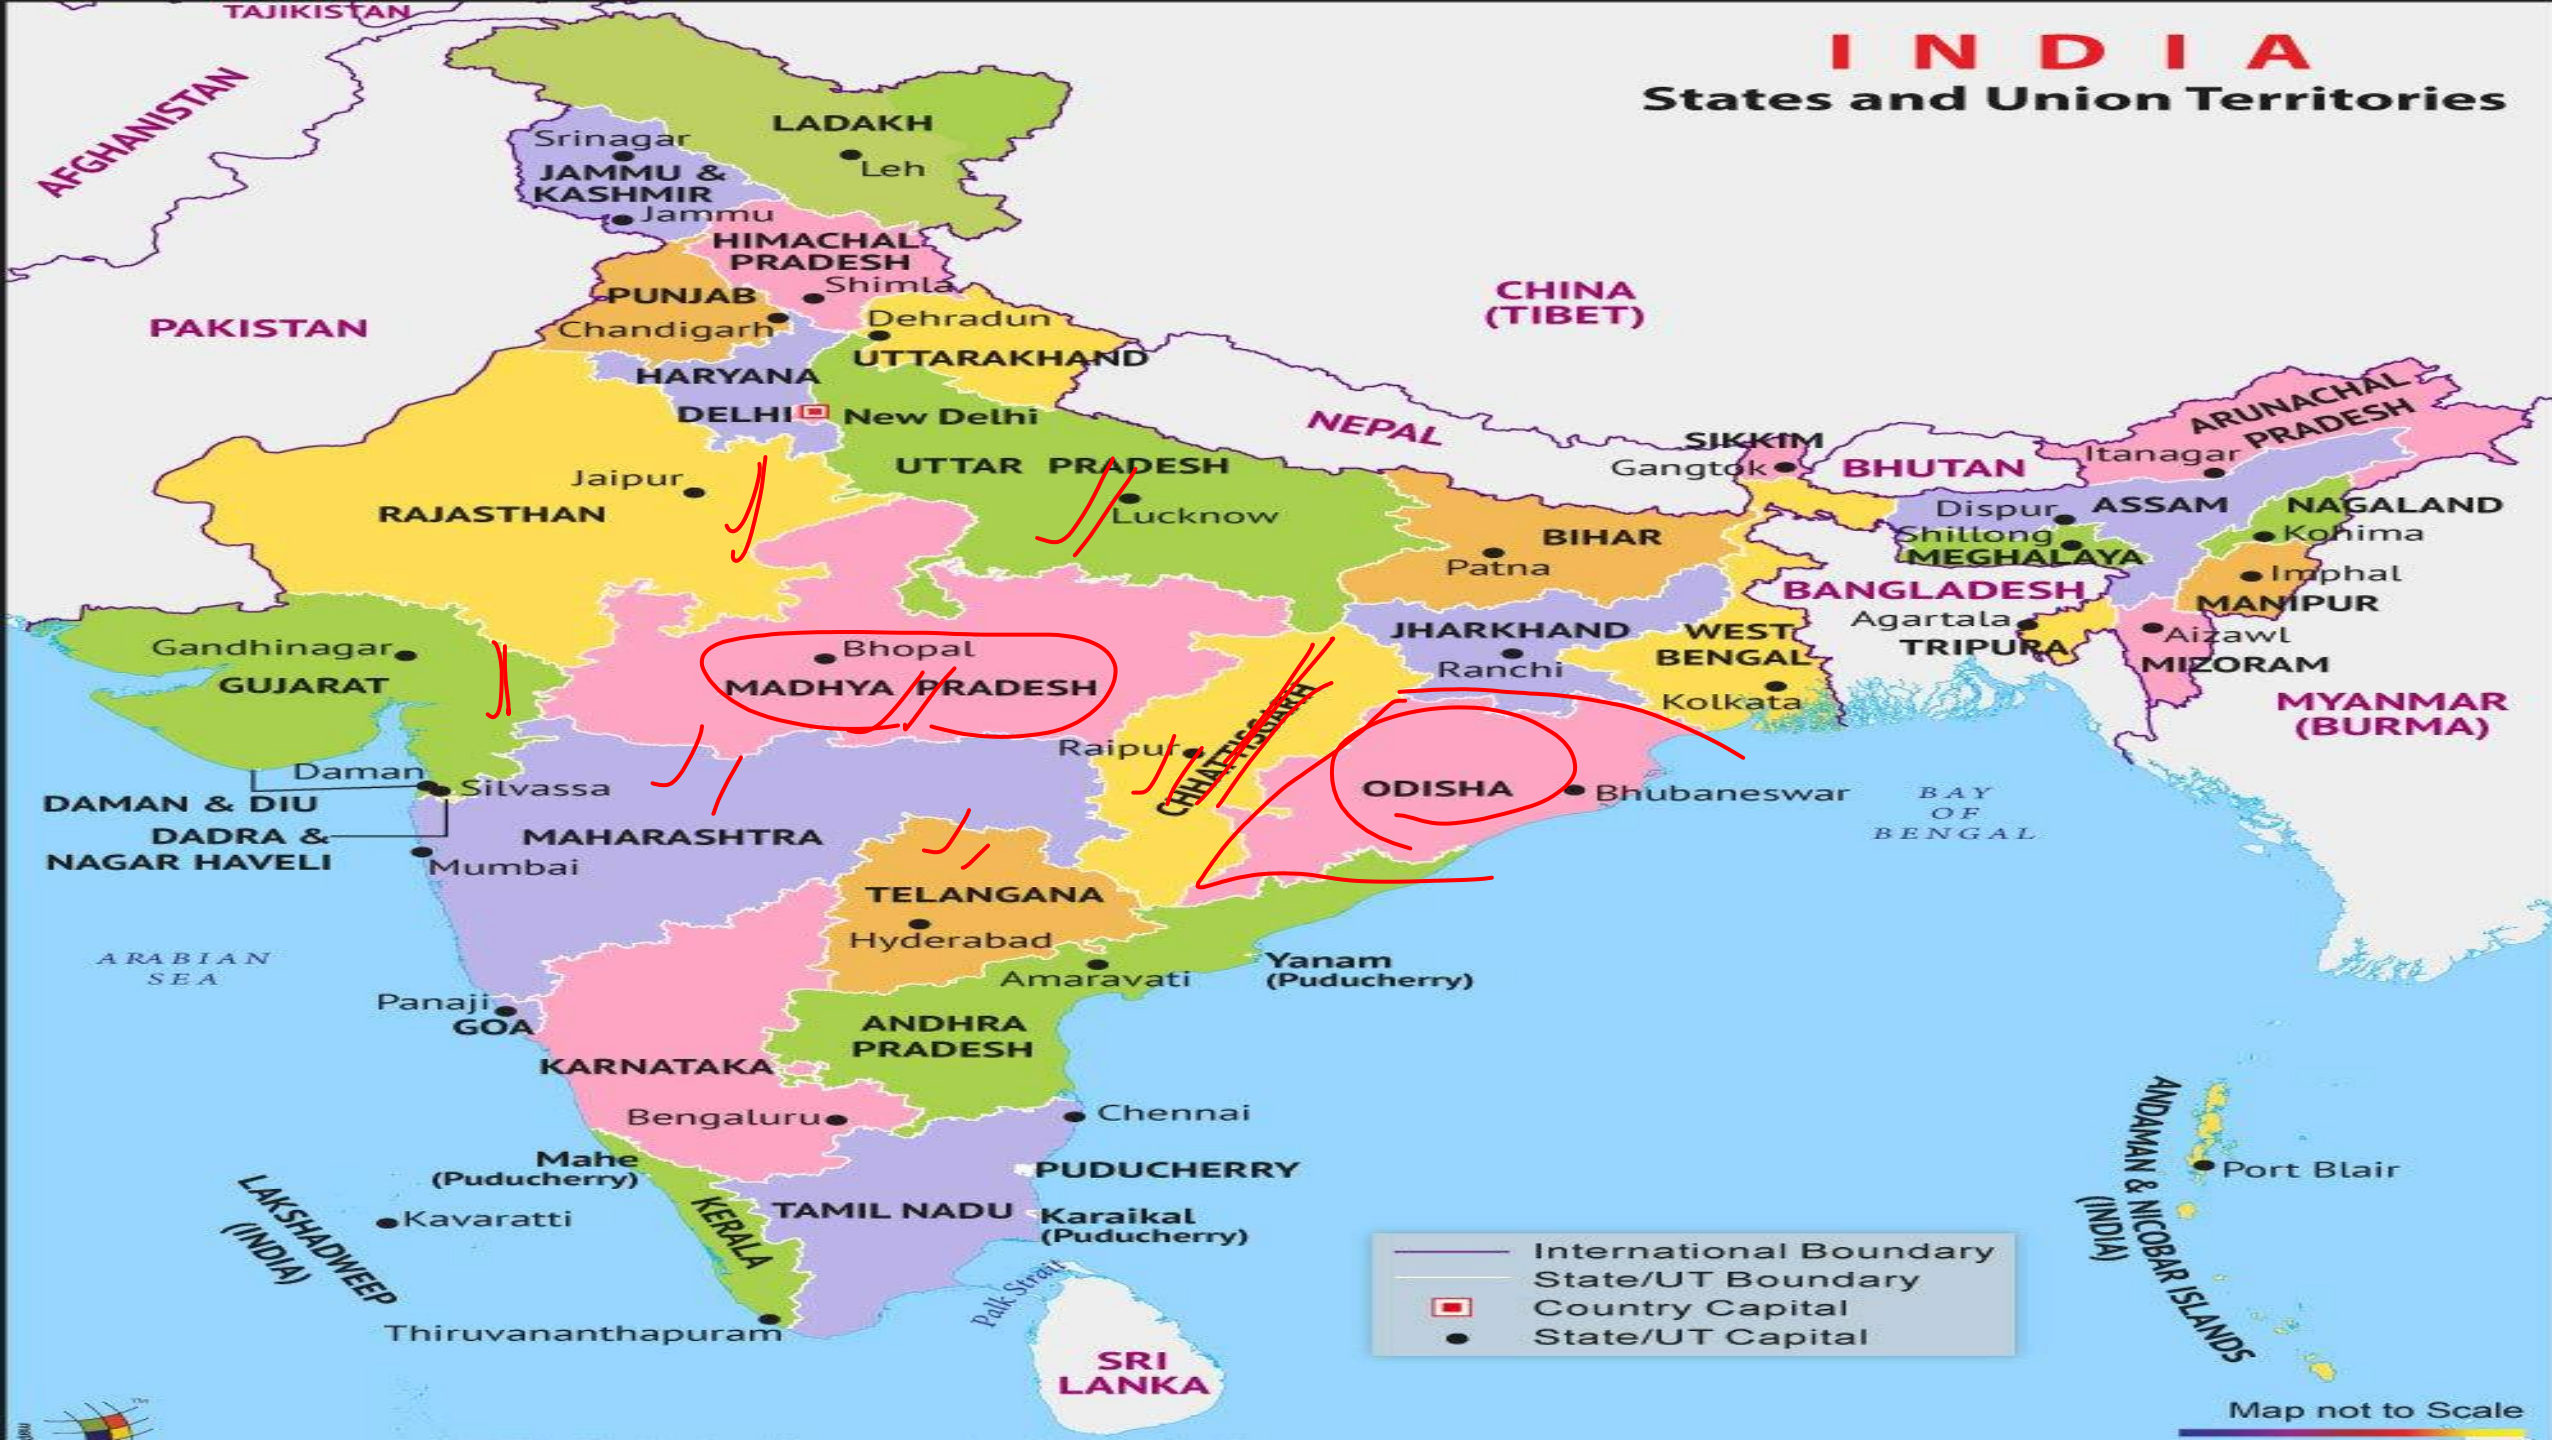 TAJIKISTAN
INDIA
States and Union Territories
AFGHANISTAN
LADAKH
Leh
Srinagar
JAMMU &
KASHMIR
Jammu
HIMACHAL
PRADESH
Shimla
PUNJAB
Chandigarh
PAKISTAN
CHINA
(TIBET)
Dehradun
UTTARAKHAND
HARYANA
DELHI
New Delhi
NEPAL
SIKKIM
Gangtok
BHUTAN
ARUNACHAL
PRADESH
Itanagar
UTTAR PRADESH
Lucknow
Jaipur
RAJASTHAN
BIHAR
Patna
Dispur
ASSAM
NAGALAND
Kohima
Shillong
MEGHALAYA
Imphal
MANIPUR
BANGLADESH
Agartala
TRIPURA
Aizawl
MIZORAM
MYANMAR
(BURMA)
Gandhinagar
GUJARAT
Bhopal
MADHYA PRADESH
JHARKHAND
Ranchi
WEST
BENGAL
Kolkata
Raipur
CHHATTISGARH
ODISHA
Bhubaneswar
BAY
OF
BENGAL
Daman
Silvassa
DAMAN & DIU
DADRA &
NAGAR HAVELI
MAHARASHTRA
Mumbai
TELANGANA
Hyderabad
Amaravati
Yanam
(Puducherry)
ARABIAN
SEA
Panaji
GOA
ANDHRA
PRADESH
KARNATAKA
Bengaluru
Chennai
Mahe
(Puducherry)
PUDUCHERRY
TAMIL NADU
Karaikal
(Puducherry)
KERALA
LAKSHADWEEP
(INDIA)
Kavaratti
Thiruvananthapuram
Palk Strait
SRI
LANKA
ANDAMAN & NICOBAR ISLANDS
(INDIA)
Port Blair
International Boundary
State/UT Boundary
Country Capital
State/UT Capital
Map not to Scale
TM